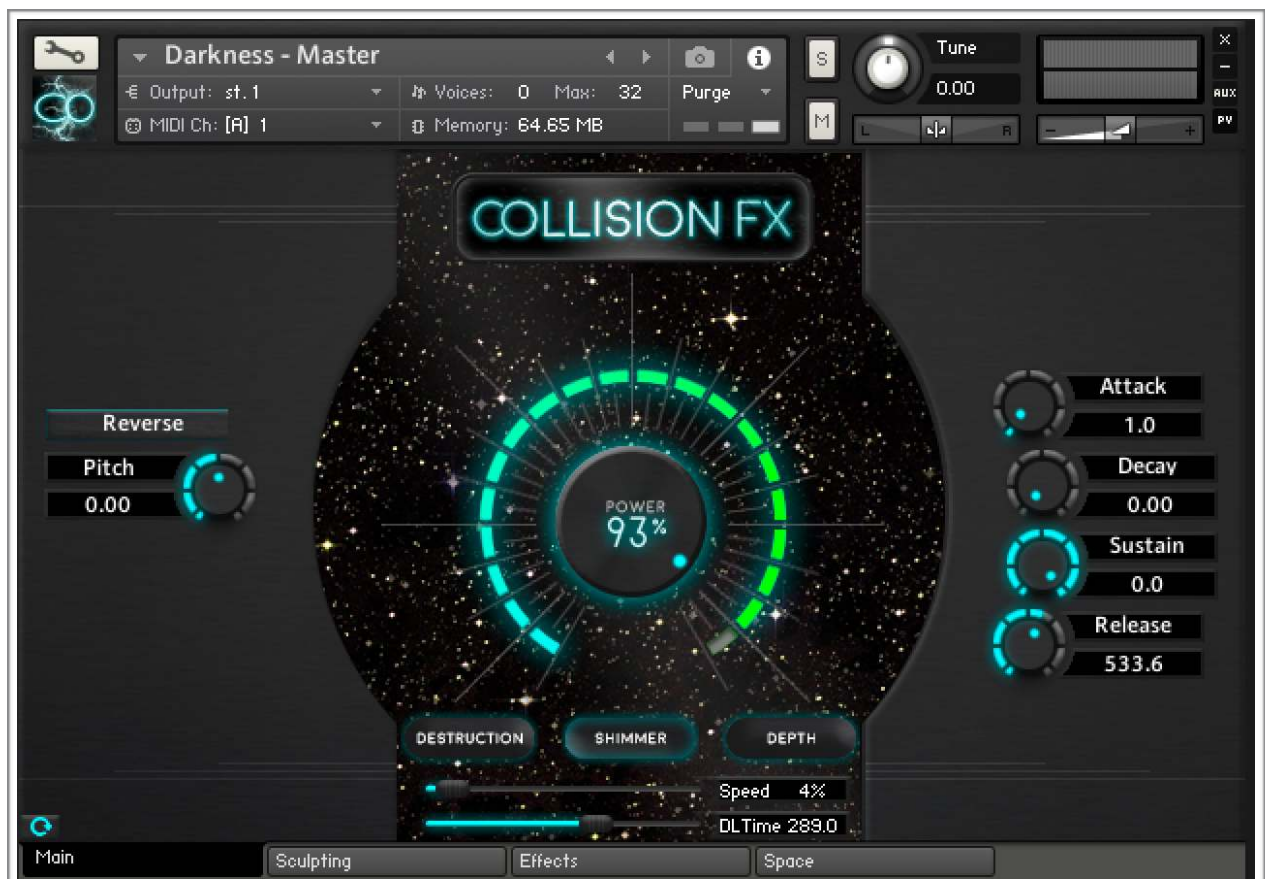 Darkness - Master
Output: st. 1
Voices: 0 Max: 32
Purge
MIDI Ch: [A] 1
Memory: 64.65 MB
S
M
Tune
0.00
L
R
-
+
X
-
AUX
PV
COLLISION FX
Reverse
Pitch
0.00
POWER
93%
Attack
1.0
Decay
0.00
Sustain
0.0
Release
533.6
DESTRUCTION
SHIMMER
DEPTH
Speed 4%
DLTime 289.0
Main
Sculpting
Effects
Space